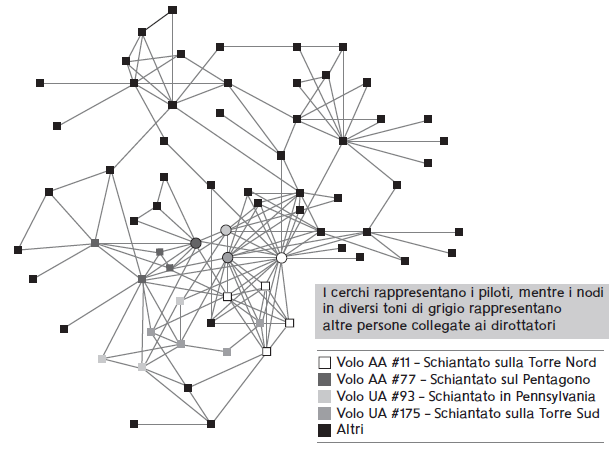 I cerchi rappresentano i piloti, mentre i nodi
in diversi toni di grigio rappresentano
altre persone collegate ai dirottatori
Volo AA #11 – Schiantato sulla Torre Nord
Volo AA #77 – Schiantato sul Pentagono
Volo UA #93 – Schiantato in Pennsylvania
Volo UA #175 – Schiantato sulla Torre Sud
Altri